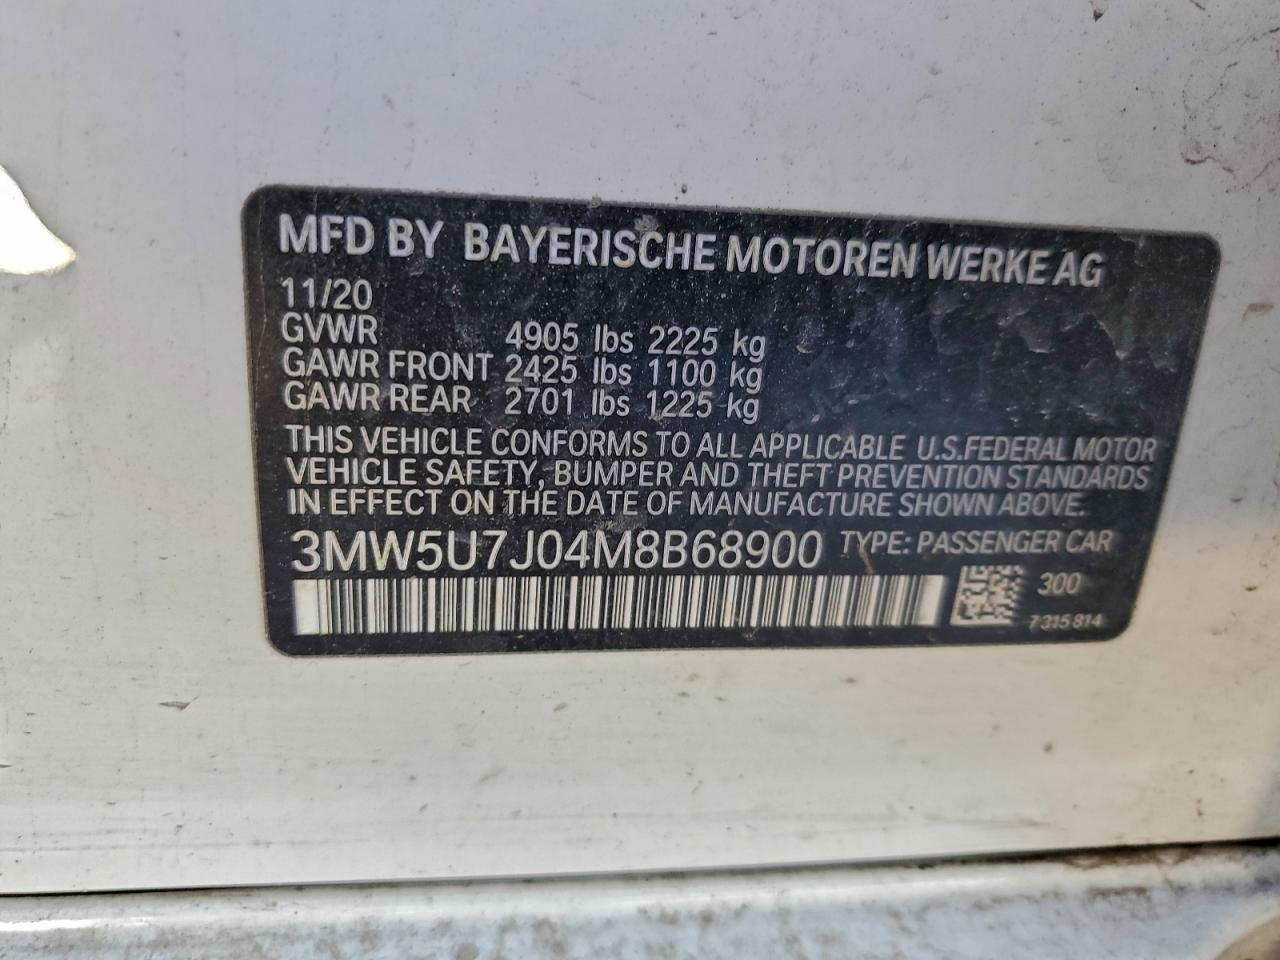 MFD BY BAYERISCHE MOTOREN WERKE AG
11/20
GVWR 4905 lbs 2225 kg
GAWR FRONT 2425 lbs 1100 kg
GAWR REAR 2701 lbs 1225 kg
THIS VEHICLE CONFORMS TO ALL APPLICABLE U.S.FEDERAL MOTOR
VEHICLE SAFETY, BUMPER AND THEFT PREVENTION STANDARDS
IN EFFECT ON THE DATE OF MANUFACTURE SHOWN ABOVE.
3MW5U7J04M8B68900 TYPE: PASSENGER CAR
300
7315814